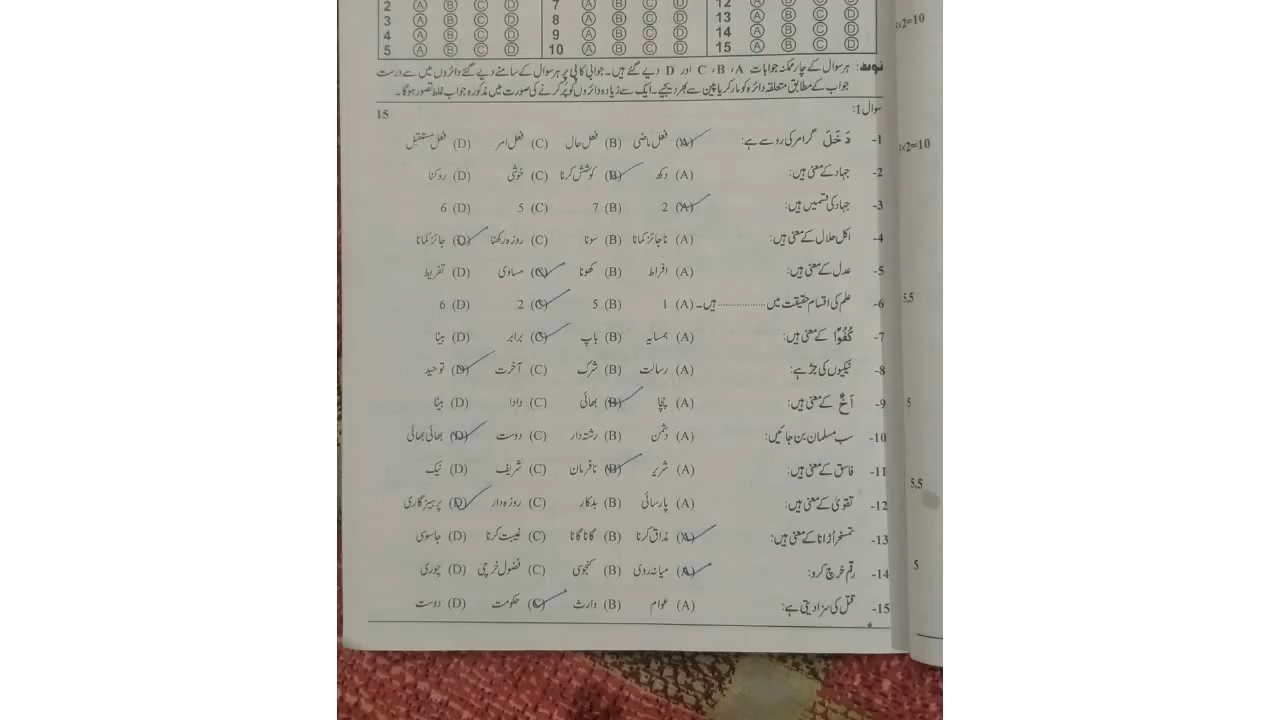 2 Ⓐ Ⓑ Ⓒ Ⓓ 7 Ⓐ Ⓑ Ⓒ Ⓓ 12 Ⓐ Ⓑ Ⓒ Ⓓ
3 Ⓐ Ⓑ Ⓒ Ⓓ 8 Ⓐ Ⓑ Ⓒ Ⓓ 13 Ⓐ Ⓑ Ⓒ Ⓓ
4 Ⓐ Ⓑ Ⓒ Ⓓ 9 Ⓐ Ⓑ Ⓒ Ⓓ 14 Ⓐ Ⓑ Ⓒ Ⓓ
5 Ⓐ Ⓑ Ⓒ Ⓓ 10 Ⓐ Ⓑ Ⓒ Ⓓ 15 Ⓐ Ⓑ Ⓒ Ⓓ
نوٹ: ہر سوال کے چار ممکنہ جوابات A ،B ،C اور D دیے گئے ہیں۔ جوابی کاپی پر ہر سوال کے سامنے دیے گئے دائروں میں سے درست
جواب کے مطابق متعلقہ دائرہ کو مارکر یا پین سے بھر دیجیے۔ ایک سے زیادہ دائروں کو پُر کرنے کی صورت میں مذکورہ جواب غلط تصور ہوگا۔
سوال 1: 15
1- دَخَلَ گرامر کی رو سے ہے: (A) فعل ماضی (B) فعل حال (C) فعل امر (D) فعل مستقبل
2- جہاد کے معنی ہیں: (A) دکھ (B) کوشش کرنا (C) خوشی (D) روکنا
3- جہاد کی قسمیں ہیں: (A) 2 (B) 7 (C) 5 (D) 6
4- اکل حلال کے معنی ہیں: (A) ناجائز کمانا (B) سونا (C) روزہ رکھنا (D) جائز کمانا
5- عدل کے معنی ہیں: (A) افراط (B) کھونا (C) مساوی (D) تفریط
6- علم کی اقسام حقیقت میں .................. ہیں۔ (A) 1 (B) 5 (C) 2 (D) 6
7- كُفُوًا کے معنی ہیں: (A) ہمسایہ (B) باپ (C) برابر (D) بیٹا
8- نیکیوں کی جڑ ہے: (A) رسالت (B) شرک (C) آخرت (D) توحید
9- اَخٌ کے معنی ہیں: (A) چچا (B) بھائی (C) دادا (D) بیٹا
10- سب مسلمان بن جائیں: (A) دشمن (B) رشتہ دار (C) دوست (D) بھائی بھائی
11- فاسق کے معنی ہیں: (A) شریر (B) نافرمان (C) شریف (D) نیک
12- تقویٰ کے معنی ہیں: (A) پارسائی (B) بدکار (C) روزہ دار (D) پرہیزگاری
13- تمسخر اُڑانا کے معنی ہیں: (A) مذاق کرنا (B) گانا گانا (C) غیبت کرنا (D) جاسوسی
14- رقم خرچ کرو: (A) میانہ روی (B) کنجوسی (C) فضول خرچی (D) چوری
15- قتل کی سزا دیتی ہے: (A) عوام (B) وارث (C) حکومت (D) دوست
×2=10
×2=10
5,5
5
5,5
5